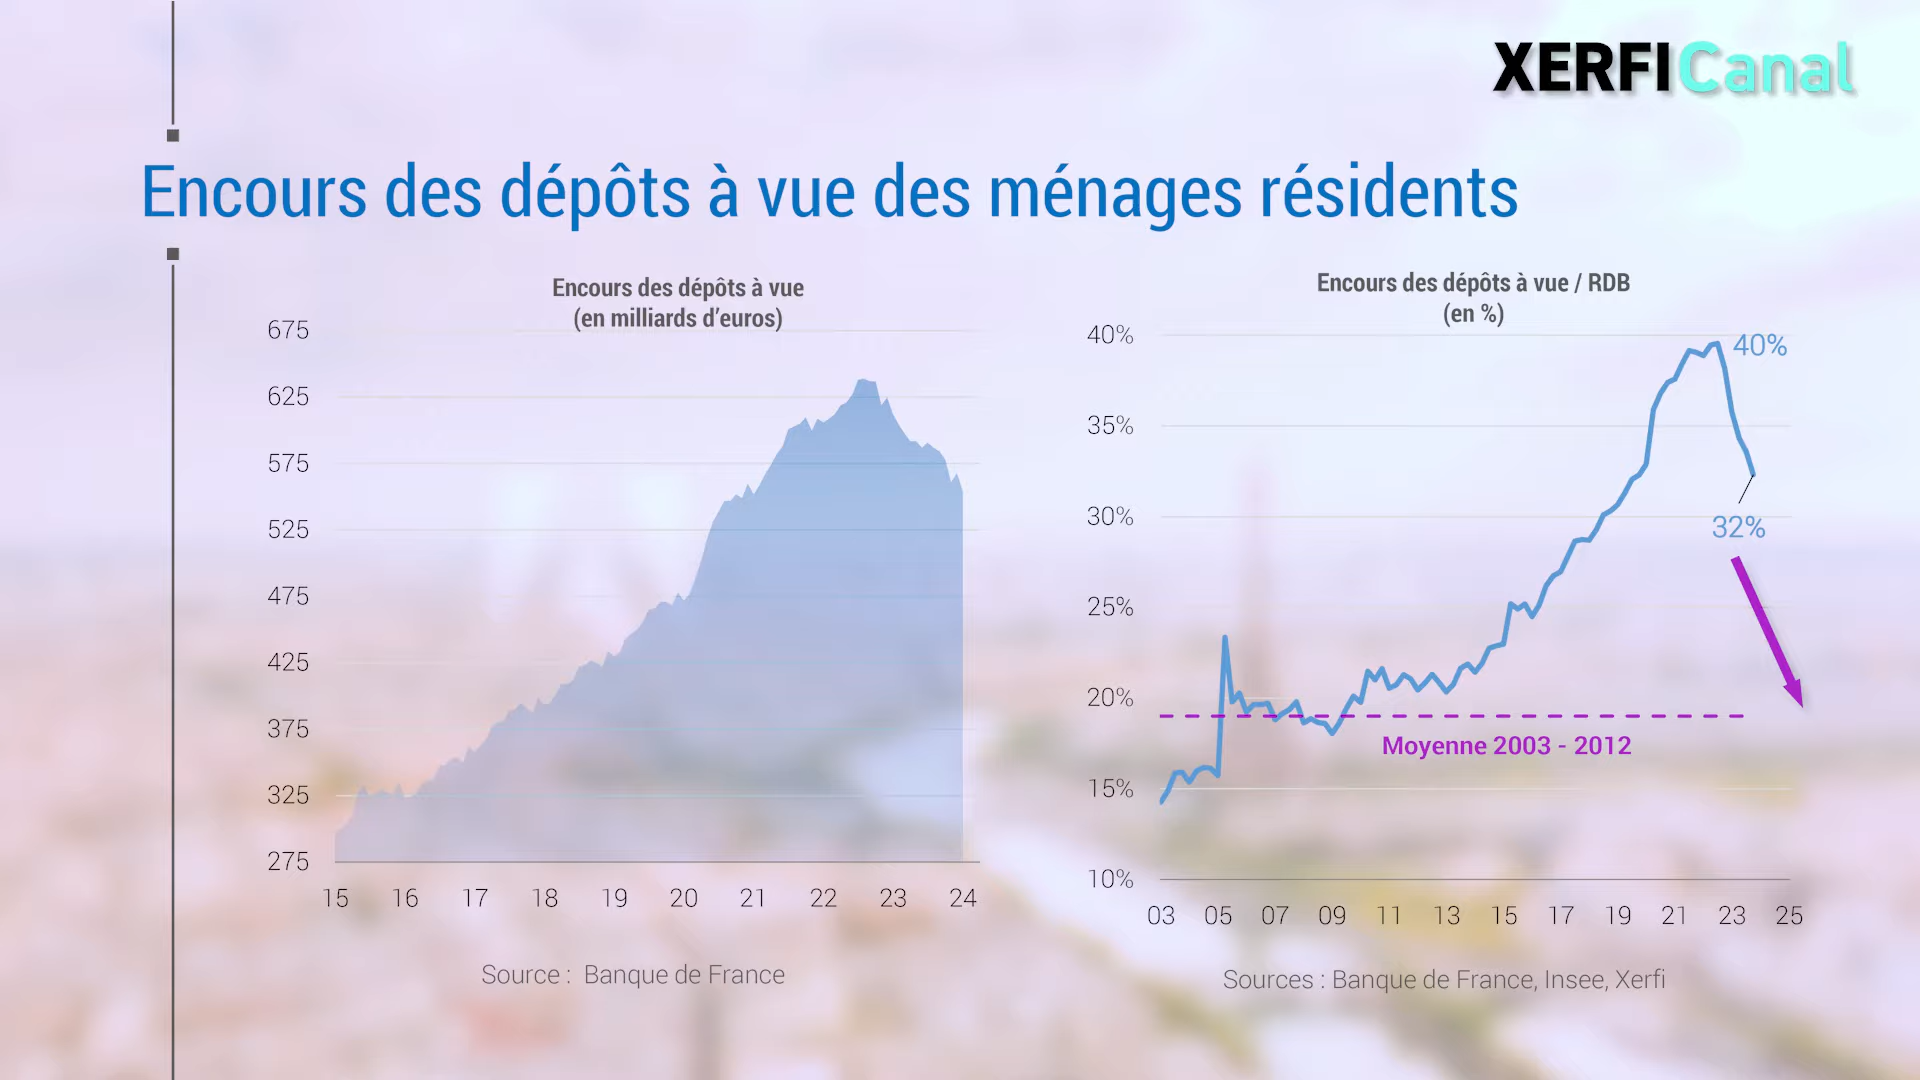 XERFI Canal
Encours des dépôts à vue des ménages résidents
Encours des dépôts à vue
(en milliards d’euros)
675
625
575
525
475
425
375
325
275
15 16 17 18 19 20 21 22 23 24
Source : Banque de France
Encours des dépôts à vue / RDB
(en %)
40%
35%
30%
25%
20%
15%
10%
40%
32%
Moyenne 2003 - 2012
03 05 07 09 11 13 15 17 19 21 23 25
Sources : Banque de France, Insee, Xerfi